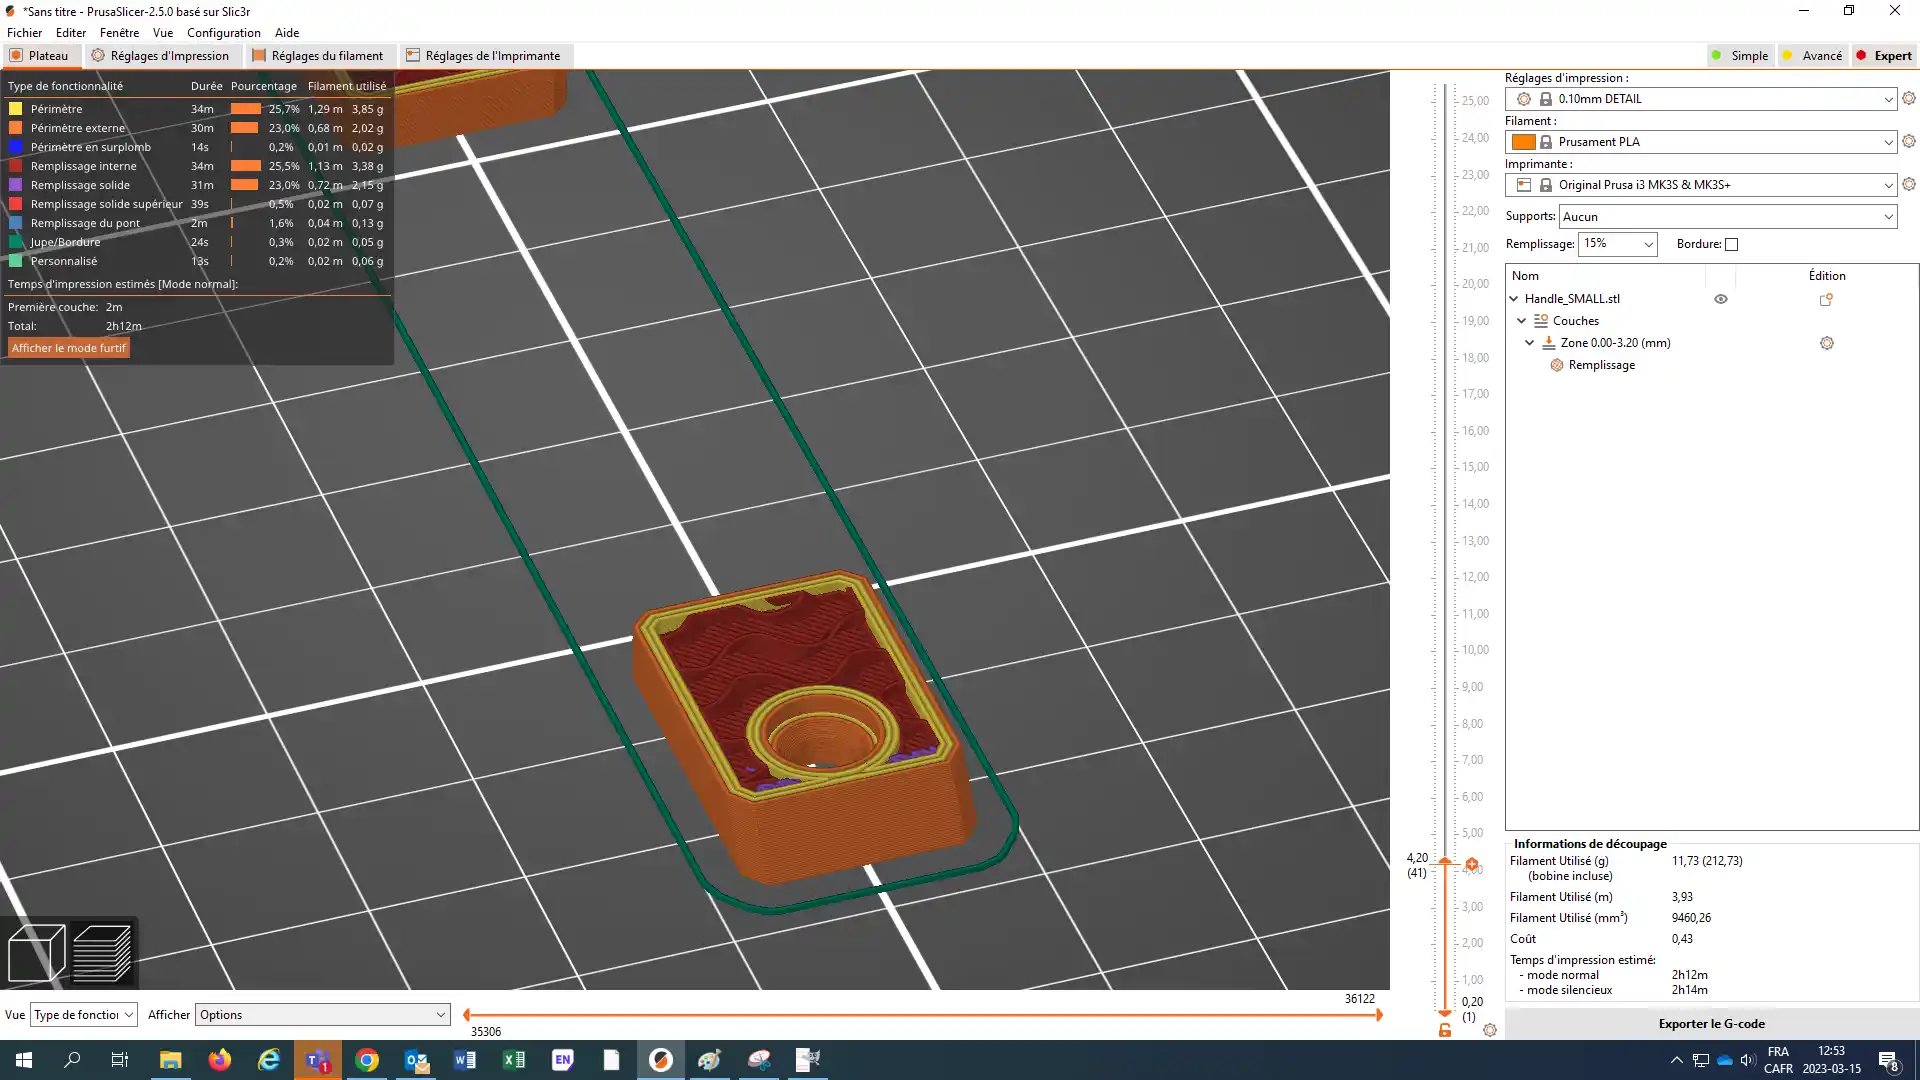 *Sans titre - PrusaSlicer-2.5.0 basé sur Slic3r
Fichier Editer Fenêtre Vue Configuration Aide
Plateau Réglages d'Impression Réglages du filament Réglages de l'Imprimante Simple Avancé Expert
Type de fonctionnalité Durée Pourcentage Filament utilisé
Périmètre 34m 25,7% 1,29 m 3,85 g
Périmètre externe 30m 23,0% 0,68 m 2,02 g
Périmètre en surplomb 14s 0,2% 0,01 m 0,02 g
Remplissage interne 34m 25,5% 1,13 m 3,38 g
Remplissage solide 31m 23,0% 0,72 m 2,15 g
Remplissage solide supérieur 39s 0,5% 0,02 m 0,07 g
Remplissage du pont 2m 1,6% 0,04 m 0,13 g
Jupe/Bordure 24s 0,3% 0,02 m 0,05 g
Personnalisé 13s 0,2% 0,02 m 0,06 g
Temps d'impression estimés [Mode normal]:
Première couche: 2m
Total: 2h12m
Afficher le mode furtif
25,00
24,00
23,00
22,00
21,00
20,00
19,00
18,00
17,00
16,00
15,00
14,00
13,00
12,00
11,00
10,00
9,00
8,00
7,00
6,00
5,00
4,20
(41)
4,00
3,00
2,00
1,00
0,20
(1)
Réglages d'impression :
0.10mm DETAIL
Filament :
Prusament PLA
Imprimante :
Original Prusa i3 MK3S & MK3S+
Supports: Aucun
Remplissage: 15% Bordure:
Nom Édition
Handle_SMALL.stl
Couches
Zone 0.00-3.20 (mm)
Remplissage
Informations de découpage
Filament Utilisé (g) 11,73 (212,73)
(bobine incluse)
Filament Utilisé (m) 3,93
Filament Utilisé (mm³) 9460,26
Coût 0,43
Temps d'impression estimé:
- mode normal 2h12m
- mode silencieux 2h14m
Exporter le G-code
36122
Vue Type de fonction Afficher Options
35306
1
EN
FRA
CAFR
12:53
2023-03-15
8